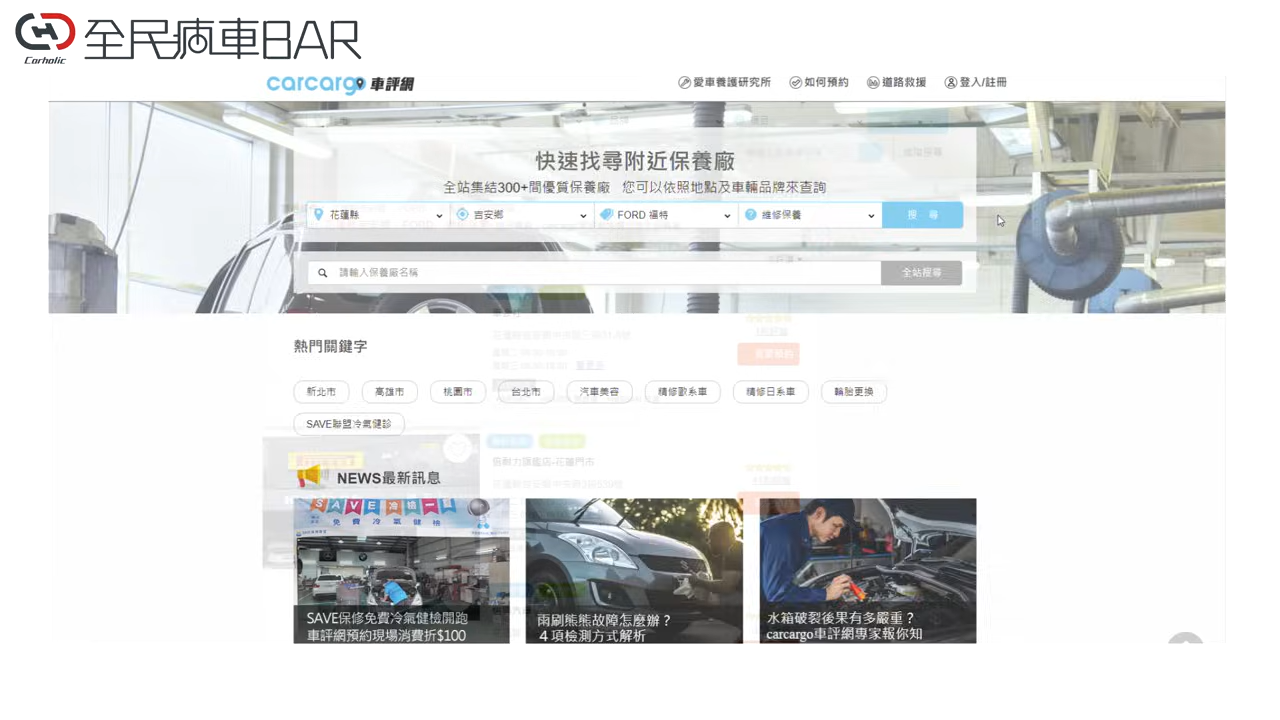 Carholic
全民瘋車BAR
carcargo 車評網
愛車養護研究所
如何預約
道路救援
登入/註冊
快速找尋附近保養廠
全站集結300+間優質保養廠 您可以依照地點及車輛品牌來查詢
花蓮縣
吉安鄉
FORD 福特
維修保養
搜 尋
請輸入保養廠名稱
全站搜尋
熱門關鍵字
新北市
高雄市
桃園市
台北市
汽車美容
精修歐系車
精修日系車
輪胎更換
SAVE聯盟冷氣健診
NEWS最新訊息
免費冷氣健檢
SAVE保修免費冷氣健檢開跑
車評網預約現場消費折$100
雨刷熊熊故障怎麼辦？
４項檢測方式解析
水箱破裂後果有多嚴重？
carcargo車評網專家報你知